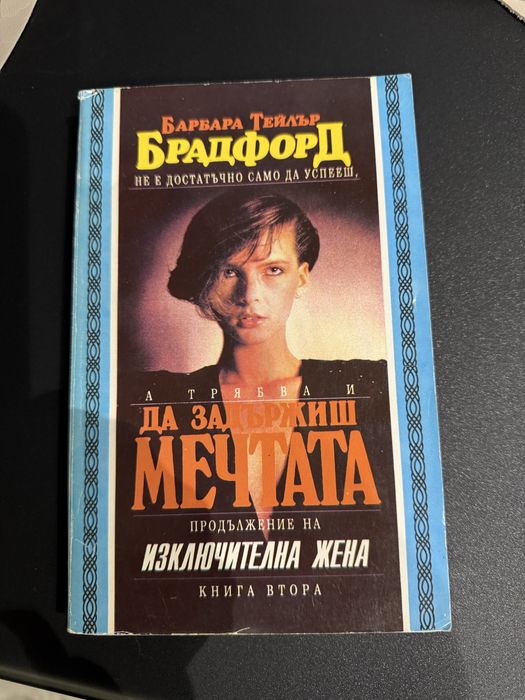 БАРБАРА ТЕЙЛЪР
БРАДФОРД
НЕ Е ДОСТАТЪЧНО САМО ДА УСПЕЕШ,
А ТРЯБВА И
ДА ЗАДЪРЖИШ
МЕЧТАТА
ПРОДЪЛЖЕНИЕ НА
ИЗКЛЮЧИТЕЛНА ЖЕНА
КНИГА ВТОРА